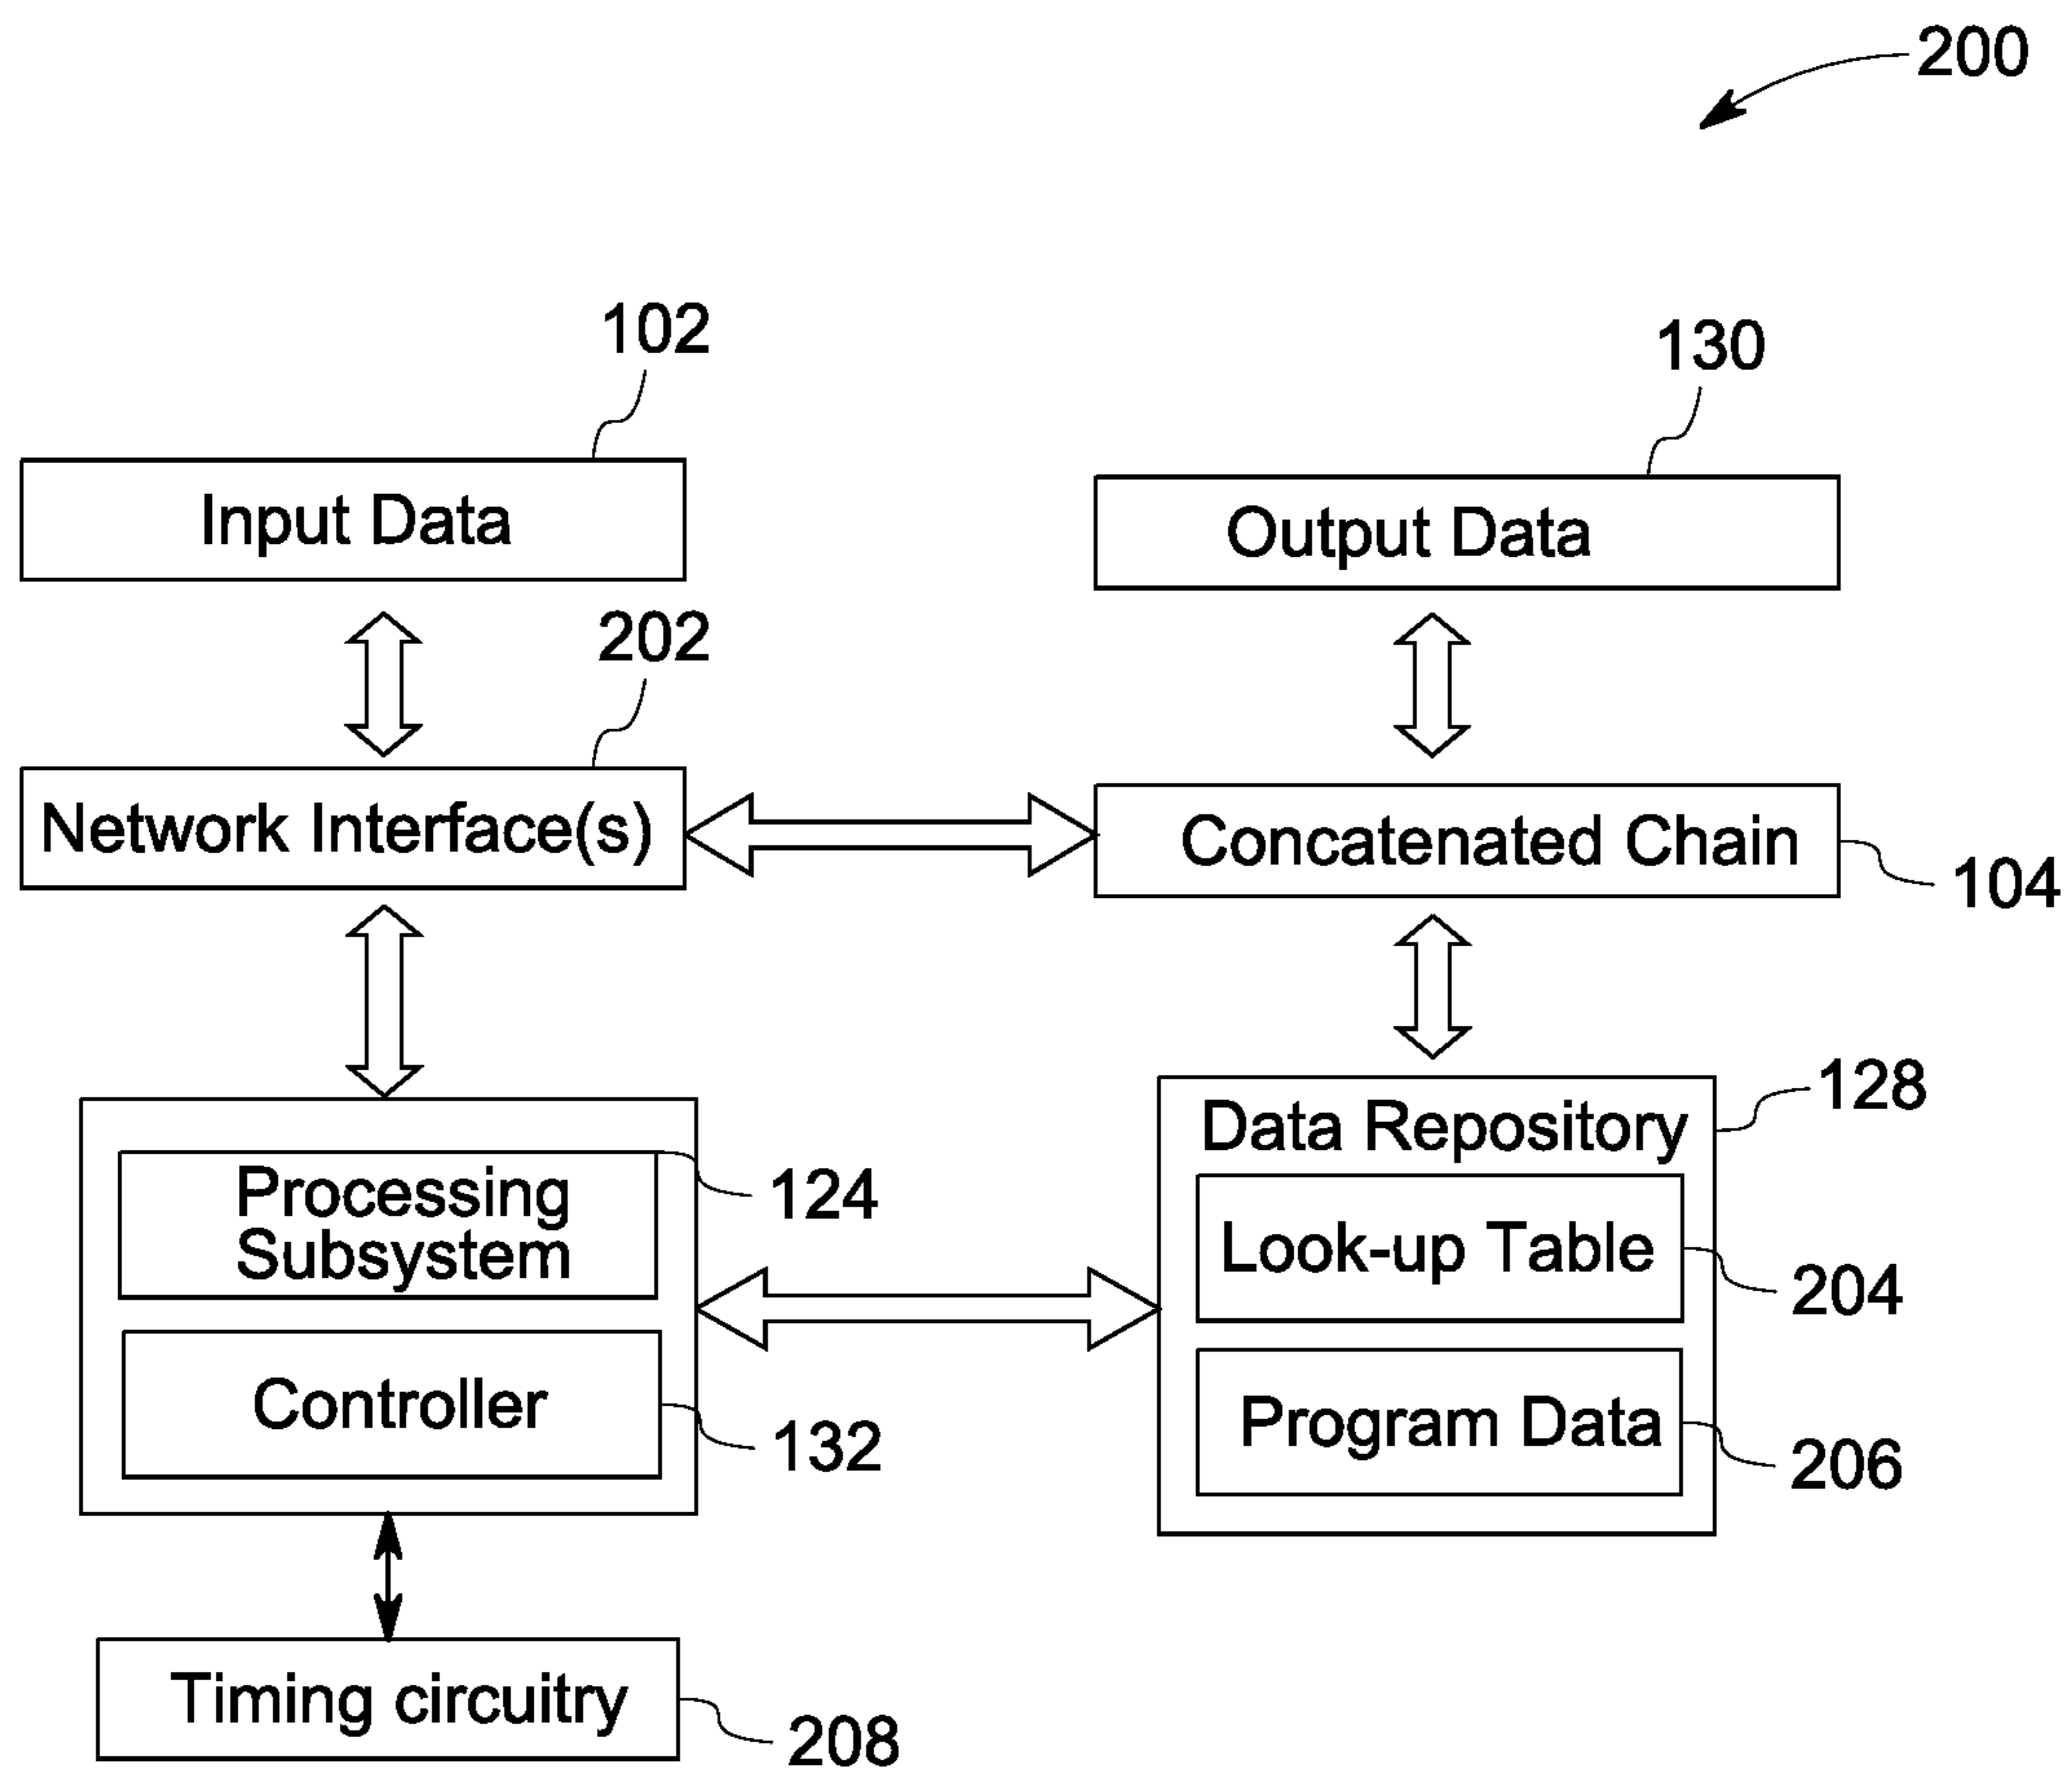 200
102
130
Input Data
Output Data
202
Network Interface(s)
Concatenated Chain
104
128
Data Repository
Processing
Subsystem
124
Look-up Table
204
Controller
132
Program Data
206
Timing circuitry
208